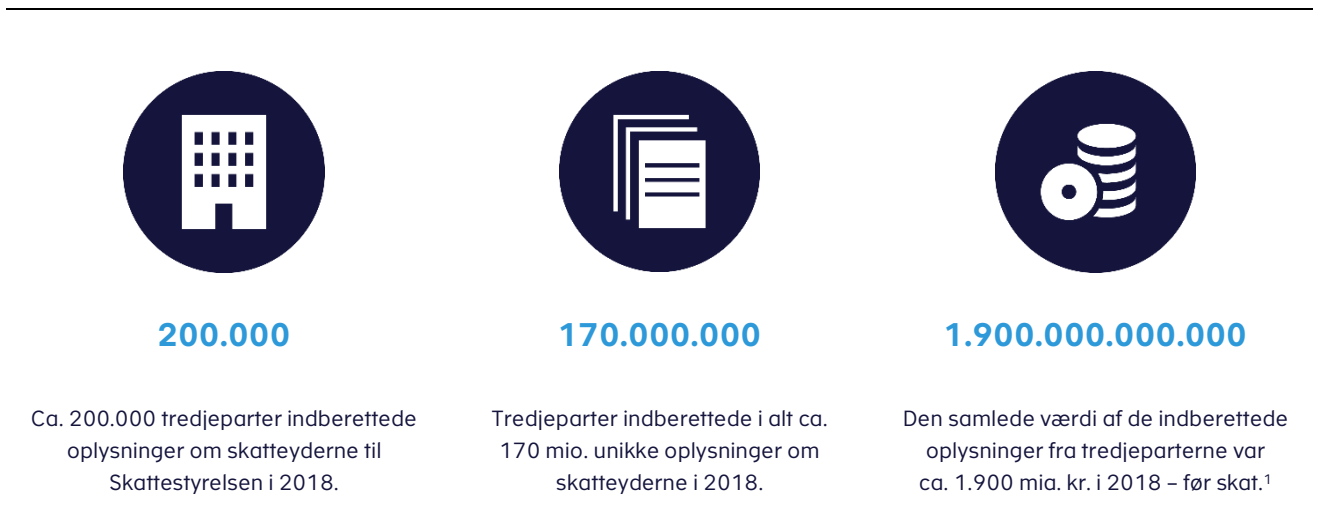 200.000
Ca. 200.000 tredjeparter indberettede
oplysninger om skatteyderne til
Skattestyrelsen i 2018.
170.000.000
Tredjeparter indberettede i alt ca.
170 mio. unikke oplysninger om
skatteyderne i 2018.
1.900.000.000.000
Den samlede værdi af de indberettede
oplysninger fra tredjeparterne var
ca. 1.900 mia. kr. i 2018 – før skat.¹